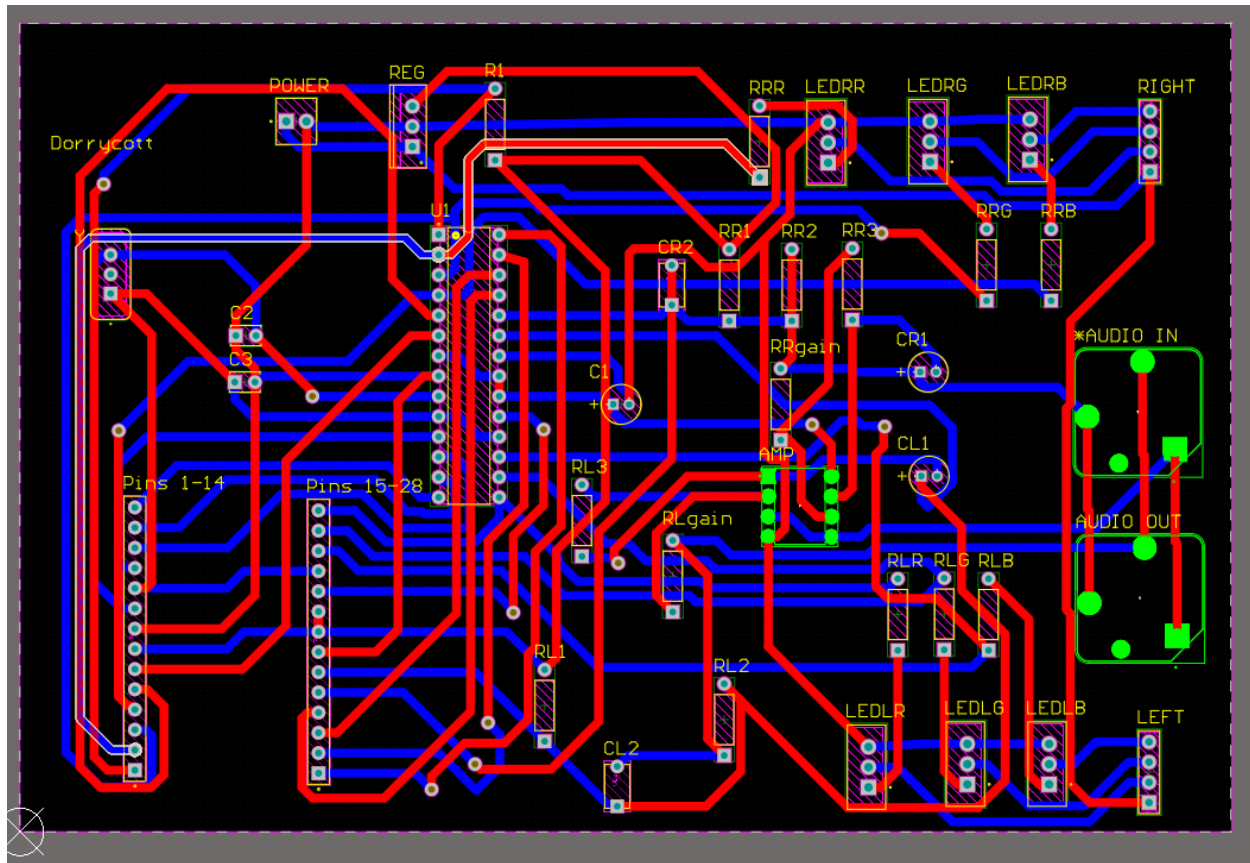 POWER
REG
R1
RRR
LEDRR
LEDRG
LEDRB
RIGHT
Dorrycott
Y
U1
CR2
RR1
RR2
RR3
RRG
RRB
C2
C3
C1
+
RRgain
CR1
+
*AUDIO IN
CL1
+
AMP
Pins 1-14
Pins 15-28
RL3
RLgain
AUDIO OUT
RLR
RLG
RLB
RL1
RL2
CL2
LEDLR
LEDLG
LEDLB
LEFT